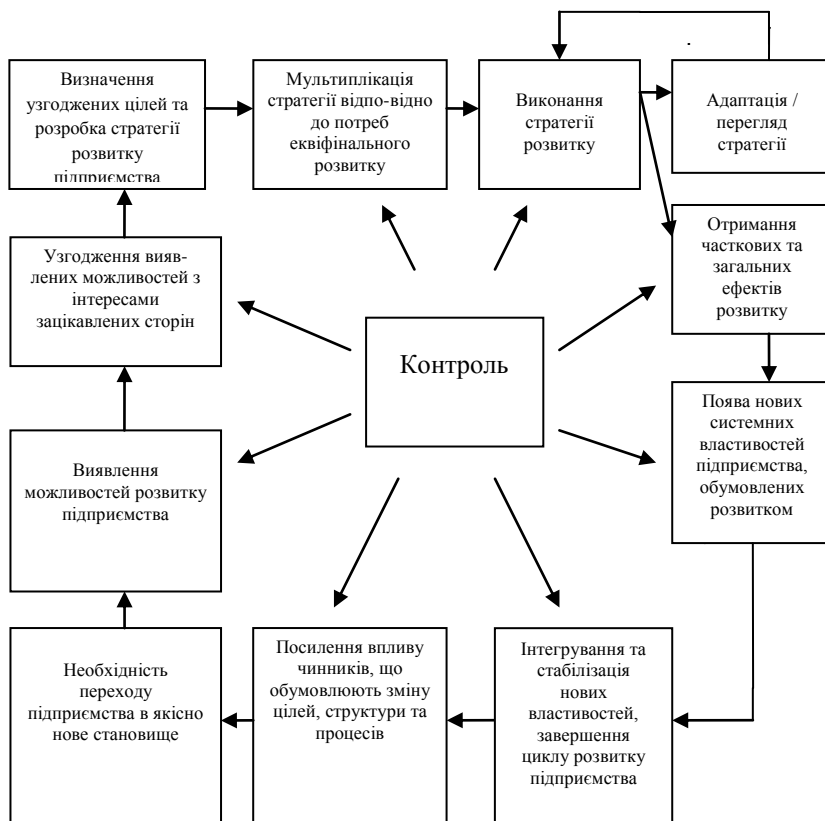 Визначення
узгоджених цілей та
розробка стратегії
розвитку
підприємства
Мультиплікація
стратегії відпо-відно
до потреб
еквіфінального
розвитку
Виконання
стратегії
розвитку
Адаптація /
перегляд
стратегії
Узгодження вияв-
лених можливостей з
інтересами
зацікавлених сторін
Отримання
часткових та
загальних
ефектів
розвитку
Контроль
Виявлення
можливостей розвитку
підприємства
Поява нових
системних
властивостей
підприємства,
обумовлених
розвитком
Необхідність
переходу
підприємства в якісно
нове становище
Посилення впливу
чинників, що
обумовлюють зміну
цілей, структури та
процесів
Інтегрування та
стабілізація
нових
властивостей,
завершення
циклу розвитку
підприємства